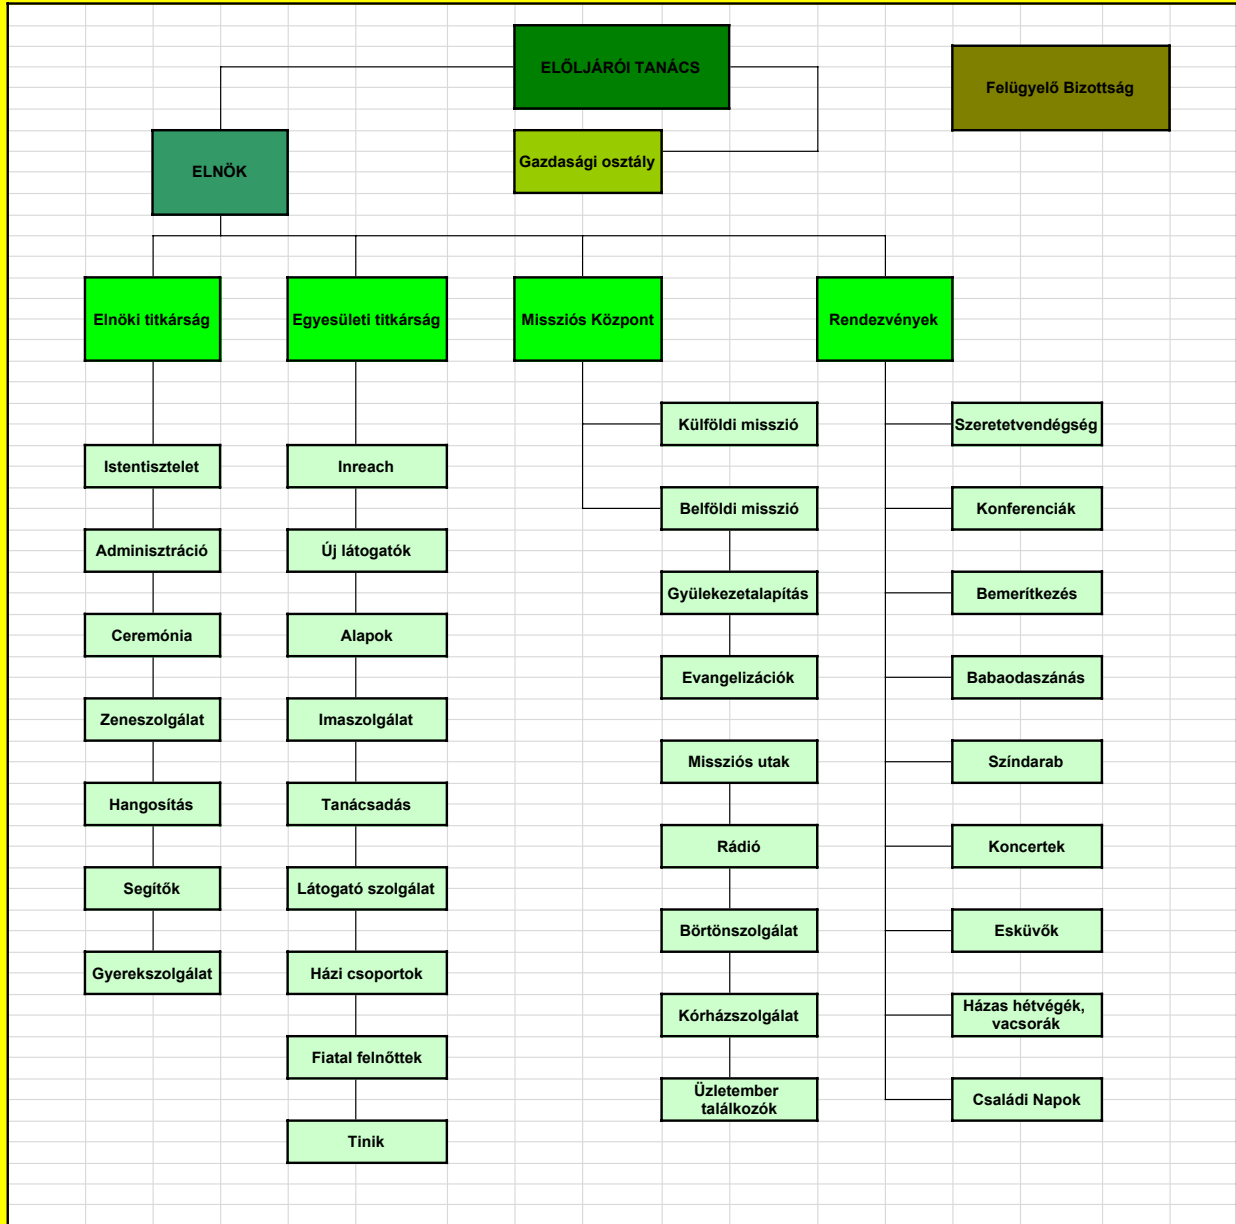 ELŐLJÁRÓI TANÁCS
Felügyelő Bizottság
Gazdasági osztály
ELNÖK
Elnöki titkárság
Egyesületi titkárság
Missziós Központ
Rendezvények
Külföldi misszió
Szeretetvendégség
Istentisztelet
Inreach
Belföldi misszió
Konferenciák
Adminisztráció
Új látogatók
Gyülekezetalapítás
Bemerítkezés
Ceremónia
Alapok
Evangelizációk
Babaodaszánás
Zeneszolgálat
Imaszolgálat
Missziós utak
Színdarab
Hangosítás
Tanácsadás
Rádió
Koncertek
Segítők
Látogató szolgálat
Börtönszolgálat
Esküvők
Gyerekszolgálat
Házi csoportok
Kórházszolgálat
Házas hétvégék,
vacsorák
Fiatal felnőttek
Üzletember
találkozók
Családi Napok
Tinik